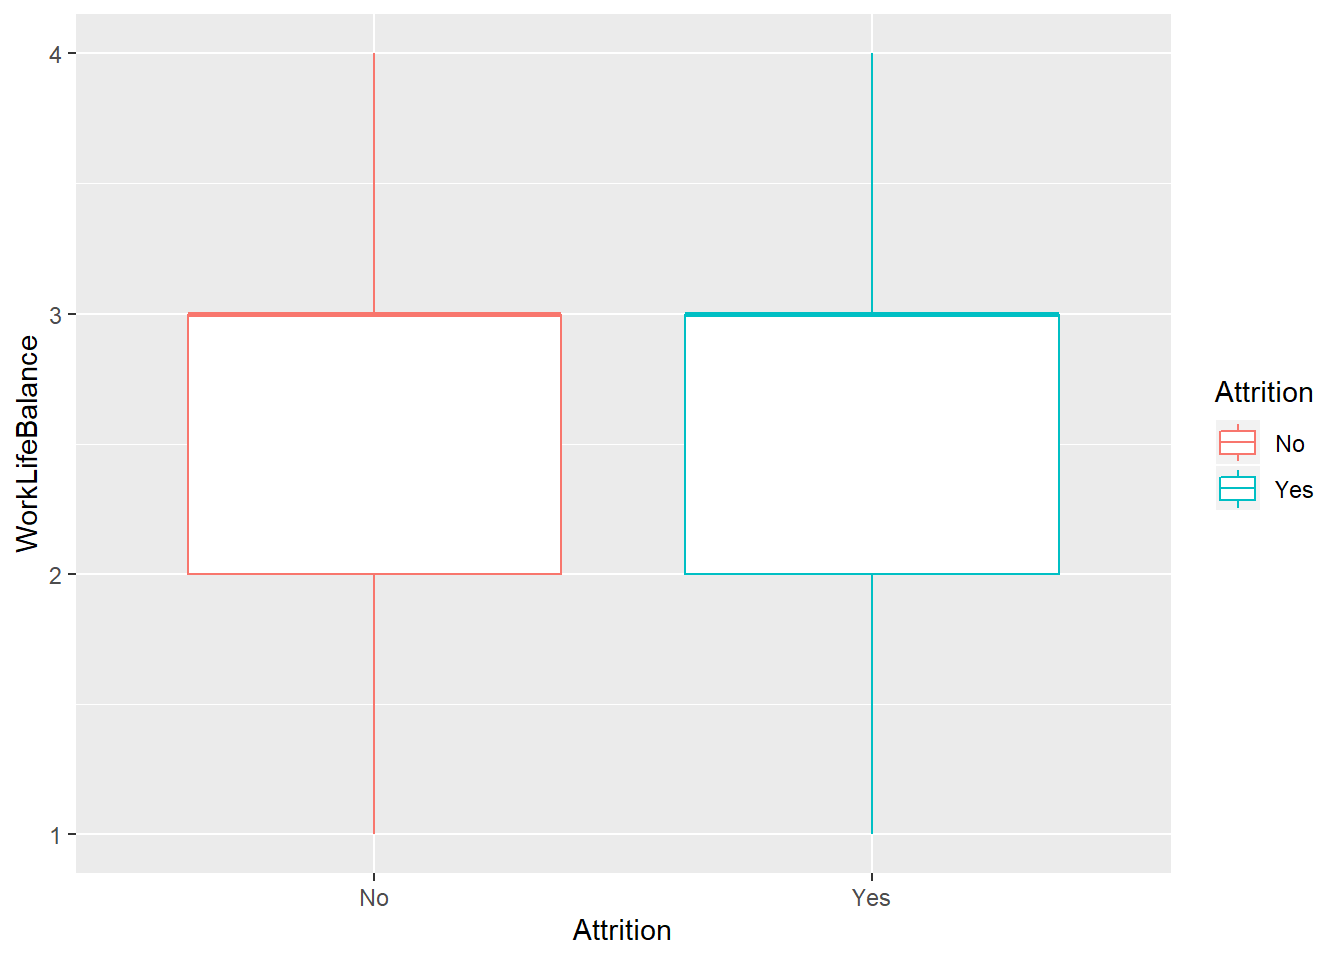 WorkLifeBalance
4
3
2
1
No
Yes
Attrition
Attrition
No
Yes